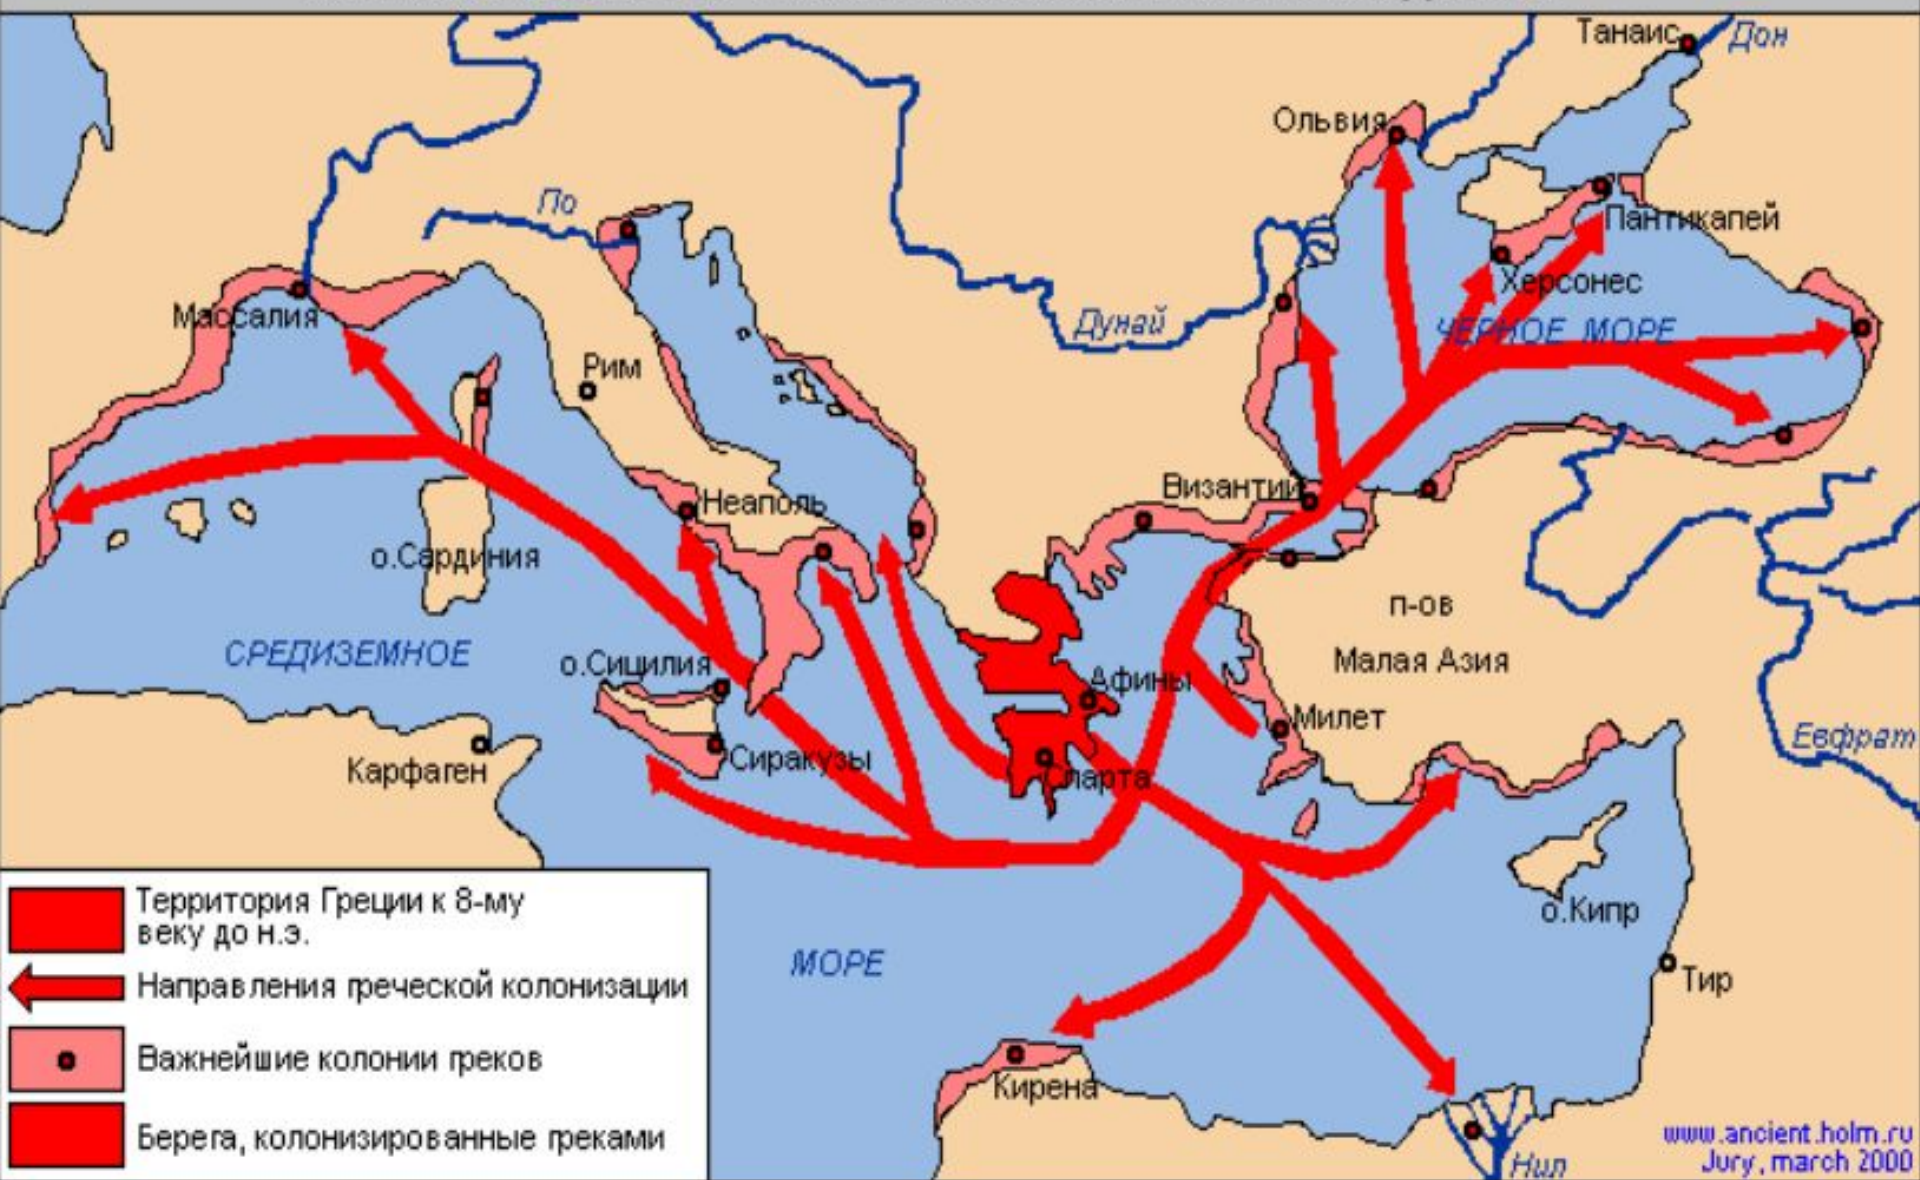 Танаис
Дон
Ольвия
По
Пантикапей
Херсонес
Массалия
Дунай
ЧЕРНОЕ МОРЕ
Рим
Византий
Неаполь
о.Сардиния
п-ов
Малая Азия
СРЕДИЗЕМНОЕ
о.Сицилия
Афины
Милет
Евфрат
Карфаген
Сиракузы
Спарта
о.Кипр
МОРЕ
Тир
Кирена
Нил
Территория Греции к 8-му
веку до н.э.
Направления греческой колонизации
Важнейшие колонии греков
Берега, колонизированные греками
www.ancient.holm.ru
Jury, march 2000